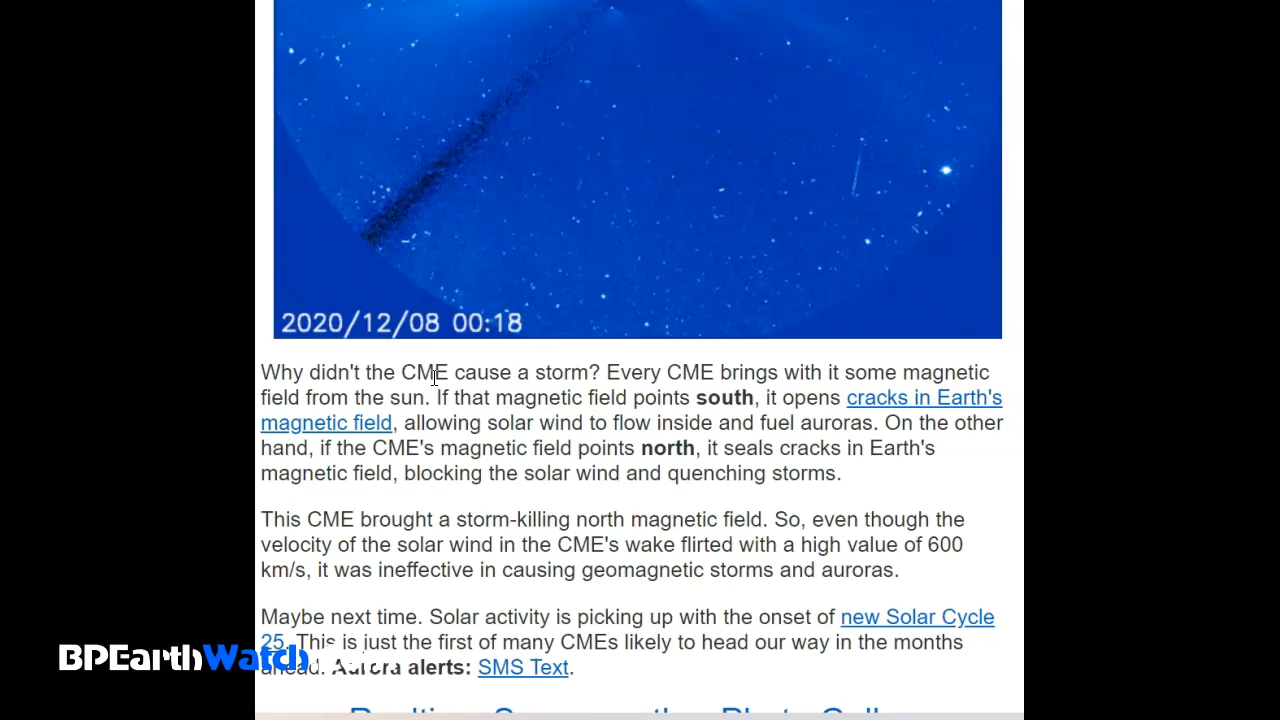 2020/12/08 00:18
Why didn't the CME cause a storm? Every CME brings with it some magnetic
field from the sun. If that magnetic field points south, it opens cracks in Earth's
magnetic field, allowing solar wind to flow inside and fuel auroras. On the other
hand, if the CME's magnetic field points north, it seals cracks in Earth's
magnetic field, blocking the solar wind and quenching storms.
This CME brought a storm-killing north magnetic field. So, even though the
velocity of the solar wind in the CME's wake flirted with a high value of 600
km/s, it was ineffective in causing geomagnetic storms and auroras.
Maybe next time. Solar activity is picking up with the onset of new Solar Cycle
25. This is just the first of many CMEs likely to head our way in the months
ahead. Aurora alerts: SMS Text.
BPEarthWatch